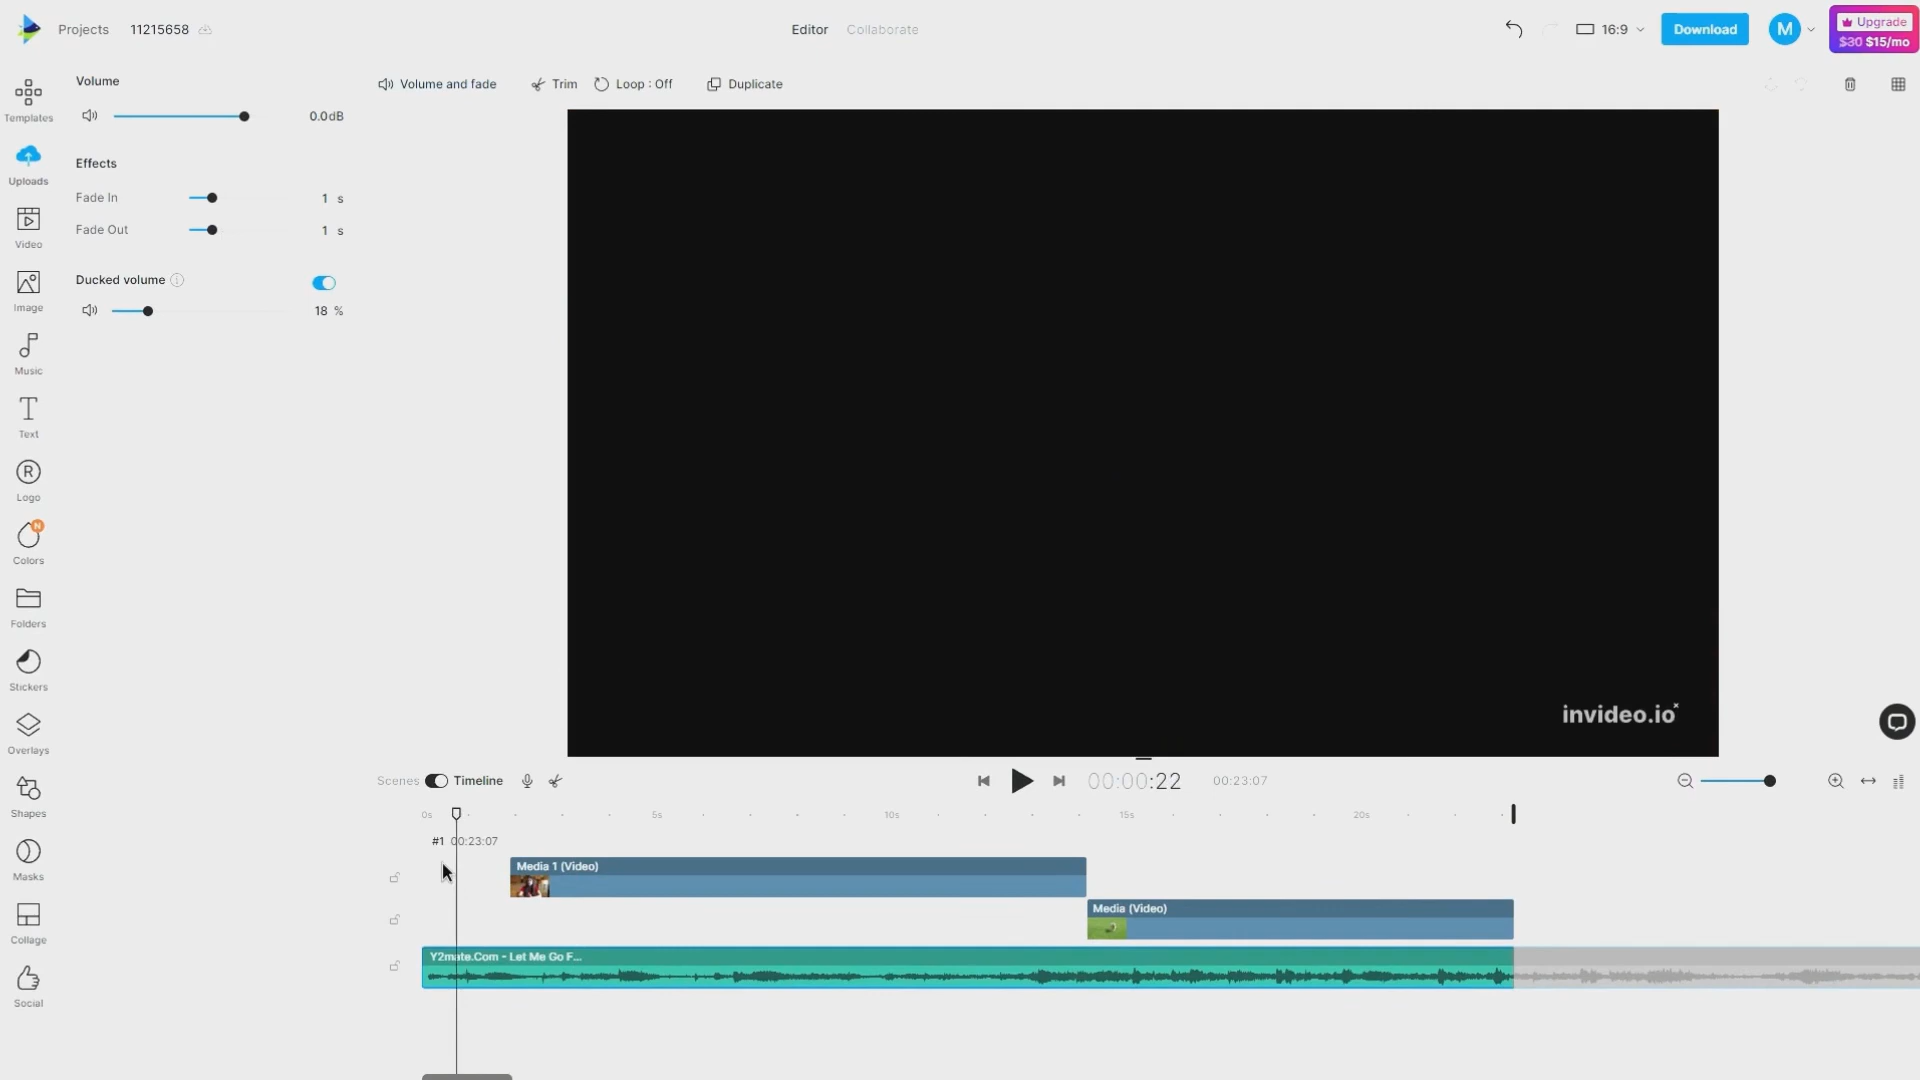 Projects 11215658 Editor Collaborate 16:9 Download M Upgrade
$30 $15/mo
Templates
Uploads
Video
Image
Music
Text
R
Logo
N
Colors
Folders
Stickers
Overlays
Shapes
Masks
Collage
Social
Volume
0.0dB
Effects
Fade In 1 s
Fade Out 1 s
Ducked volume
18 %
Volume and fade Trim Loop : Off Duplicate
invideo.io
Scenes Timeline 00:00:22 00:23:07
0s 5s 10s 15s 20s
#1 00:23:07
Media 1 (Video)
Media (Video)
Y2mate.Com - Let Me Go F...